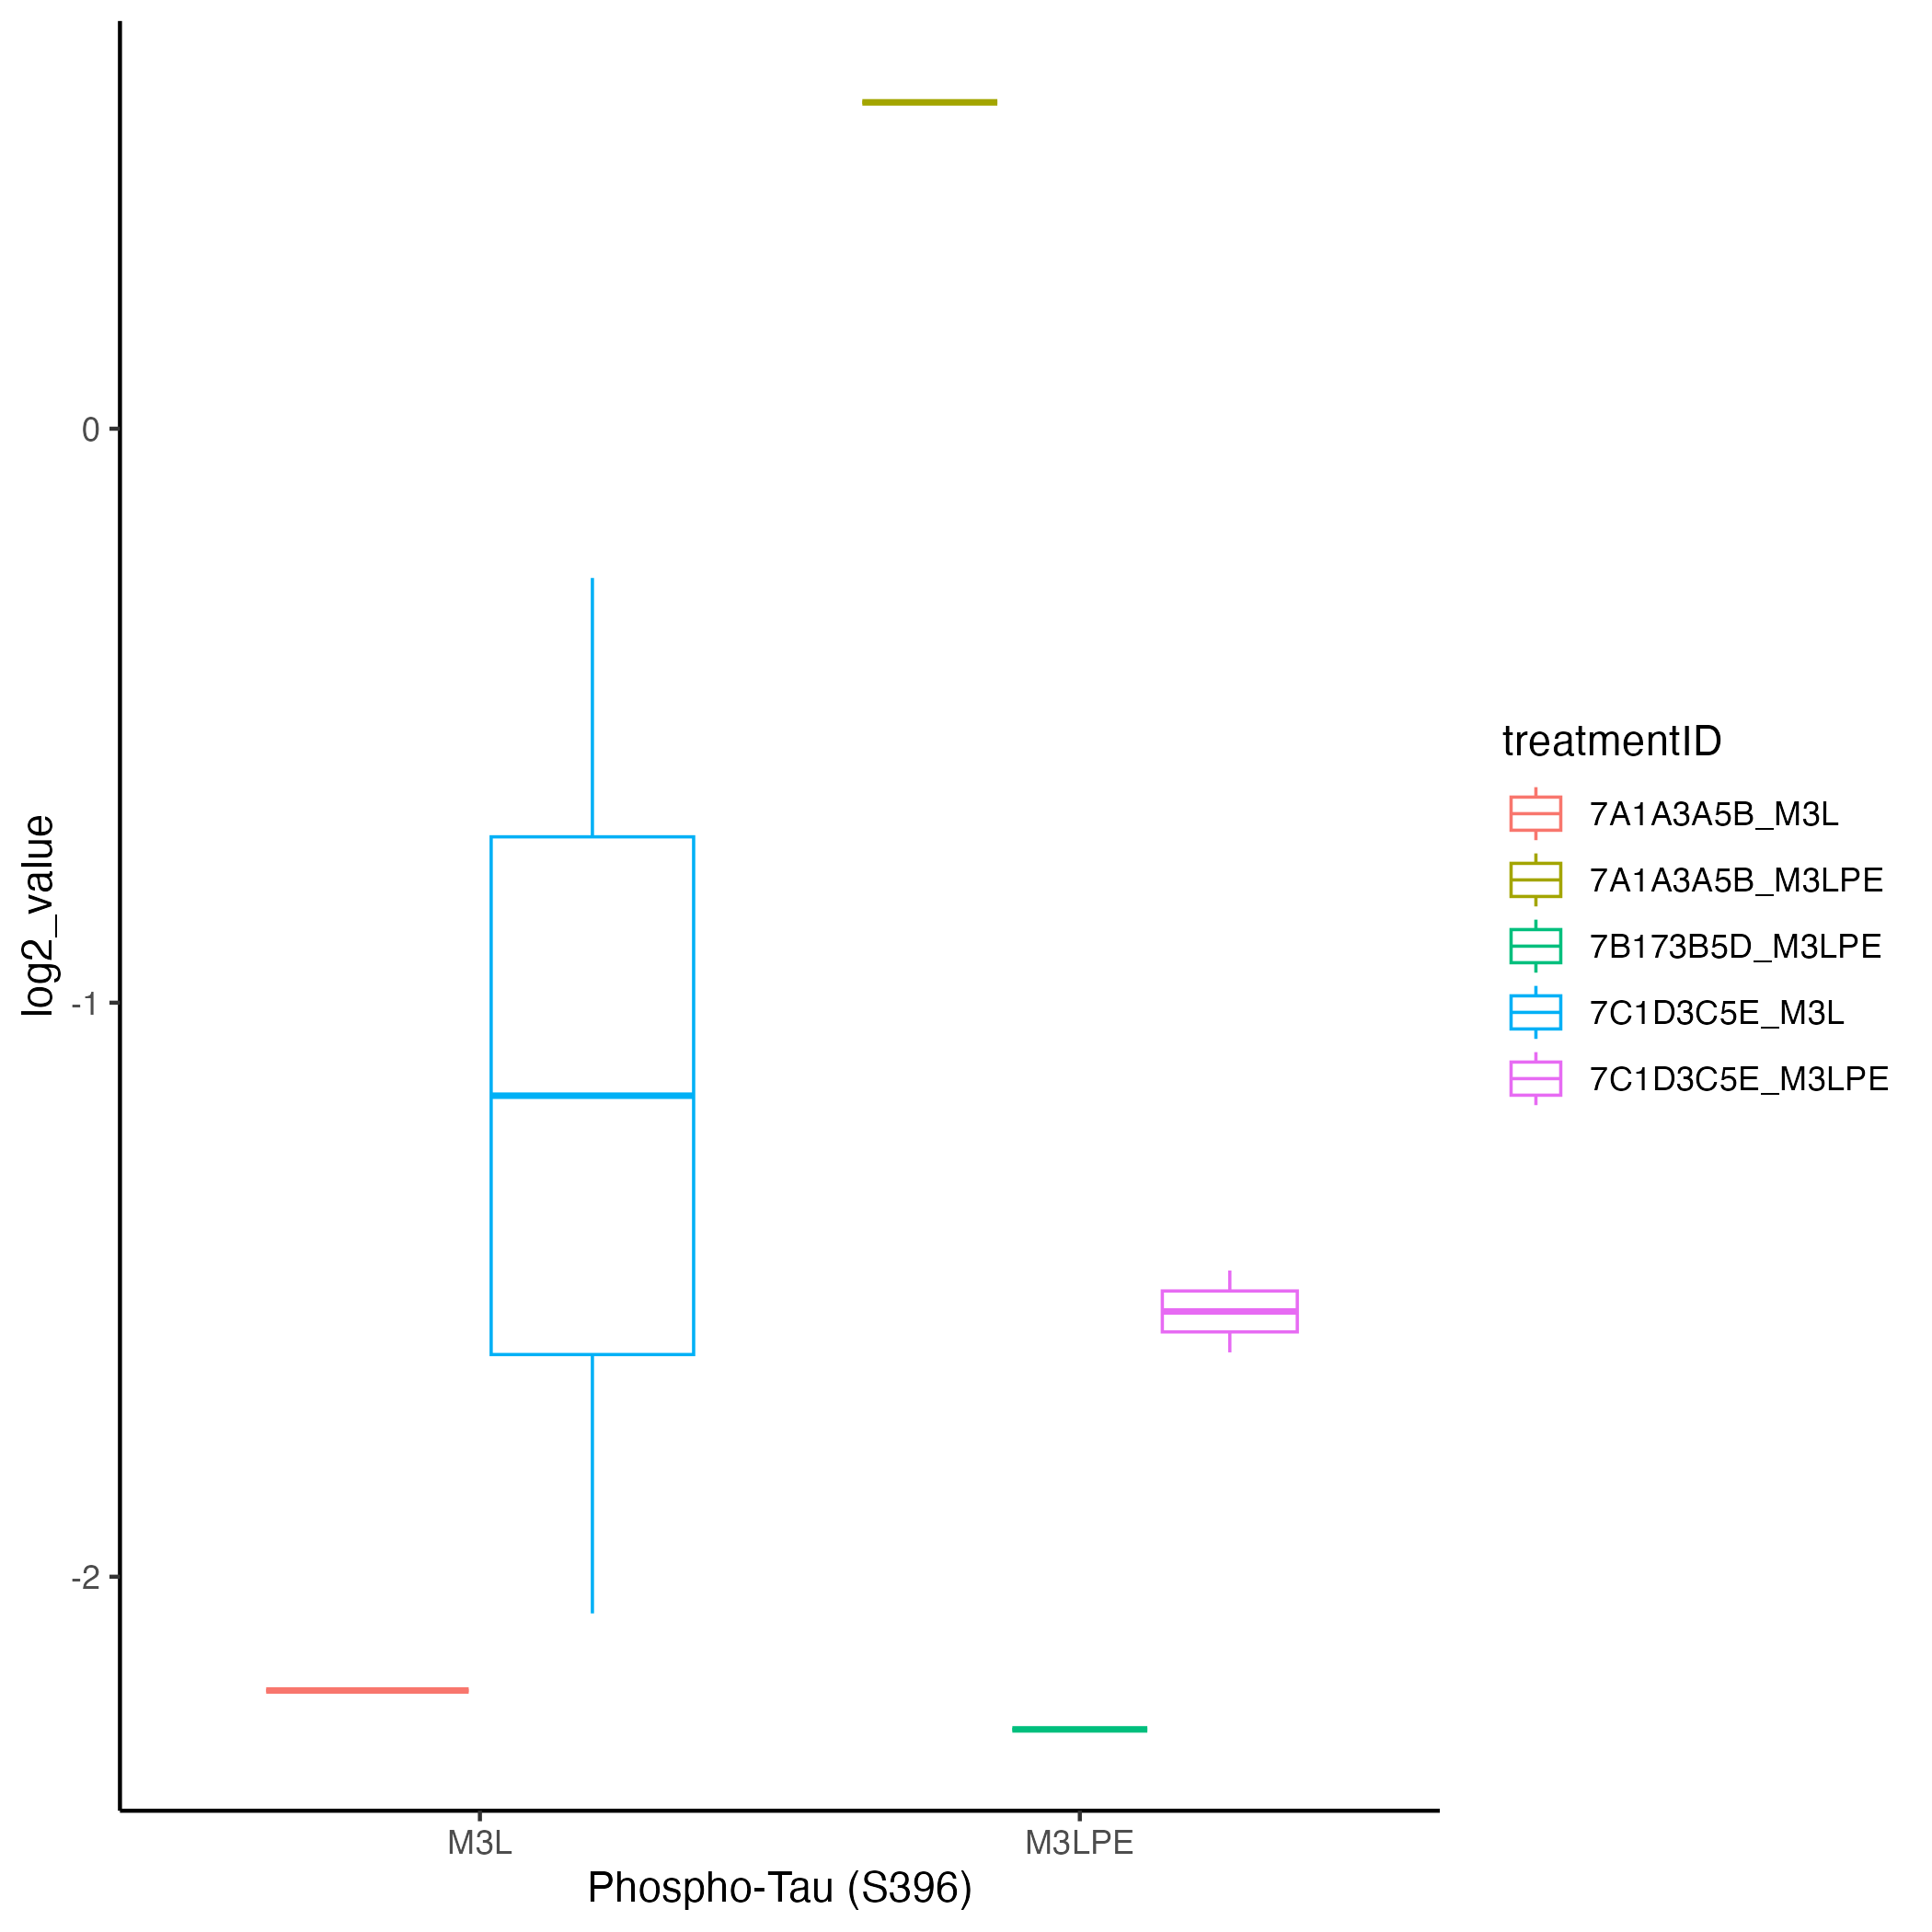 log2_value
0
-1
-2
M3L
M3LPE
Phospho-Tau (S396)
treatmentID
7A1A3A5B_M3L
7A1A3A5B_M3LPE
7B173B5D_M3LPE
7C1D3C5E_M3L
7C1D3C5E_M3LPE